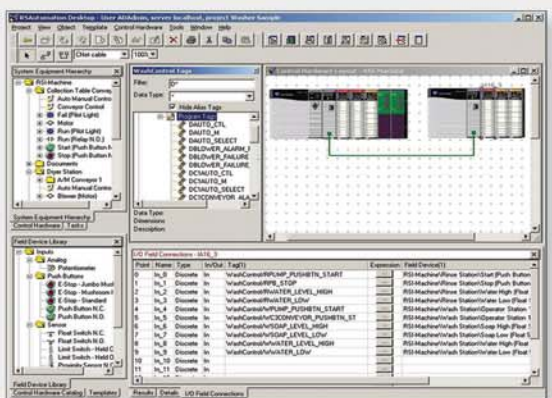 RSAutomation Desktop - User ADAdmin, server localhost, project Washer Sample
Project View Object Template Control Hardware Tools Window Help
CNet cable
100%
System Equipment Hierarchy
RSI-Machine
Collection Table Convey
Auto Manual Contro
Conveyor Control
Fail (Pilot Light)
Motor
Run (Pilot Light)
Run (Relay N.O.)
Start (Push Button N
Stop (Push Button N
Documents
Dryer Station
A/M Conveyor 1
Auto Manual Contro
Blower (Motor)
System Equipment Hierarchy
Control Hardware Tasks
WashControl Tags
Filter:
Data Type:
Hide Alias Tags
Program Tags
DAUTO_CTL
DAUTO_M
DAUTO_SELECT
DBLOWER_ALARM_I
DBLOWER_FAILURE
DBLOWER_FAILURE
DC1AUTO_CTL
DC1AUTO_M
DC1AUTO_SELECT
DC1CONVEYOR_ALA
Data Type:
Dimensions:
Description:
Control Hardware Layout - RSI-Machine
IA16_5
Field Device Library
Inputs
Analog
Potentiometer
Push Buttons
E-Stop - Jumbo Mush
E-Stop - Mushroom H
E-Stop - Standard
Push Button N.C.
Push Button N.O.
Sensor
Float Switch N.C.
Float Switch N.O.
Limit Switch - Held C
Limit Switch - Held O
Proximity Sensor N.C
Field Device Library
Control Hardware Catalog Templates
I/O Field Connections - IA16_5
Point Name Type In/Out Tag(1) Expression Field Device(1)
0 In_0 Discrete In WashControl/RPUMP_PUSHBTN_START RSI-Machine\Rinse Station\Start (Push Button
1 In_1 Discrete In WashControl/RPB_STOP RSI-Machine\Rinse Station\Stop (Push Button
2 In_2 Discrete In WashControl/RWATER_LEVEL_HIGH RSI-Machine\Rinse Station\Water High (Float
3 In_3 Discrete In WashControl/RWATER_LOW RSI-Machine\Rinse Station\Water Low (Float
4 In_4 Discrete In WashControl/WPUMP_PUSHBTN_START RSI-Machine\Wash Station\Operator Station
5 In_5 Discrete In WashControl/WC3CONVEYOR_PUSHBTN_ST RSI-Machine\Wash Station\Operator Station
6 In_6 Discrete In WashControl/WSOAP_LEVEL_HIGH RSI-Machine\Wash Station\Soap High (Float S
7 In_7 Discrete In WashControl/WSOAP_LEVEL_LOW RSI-Machine\Wash Station\Soap Low (Float S
8 In_8 Discrete In WashControl/WWATER_LEVEL_HIGH RSI-Machine\Wash Station\Water High (Float
9 In_9 Discrete In WashControl/WWATER_LOW RSI-Machine\Wash Station\Water Low (Float
10 In_10 Discrete In
11 In_11 Discrete In
Results Details I/O Field Connections